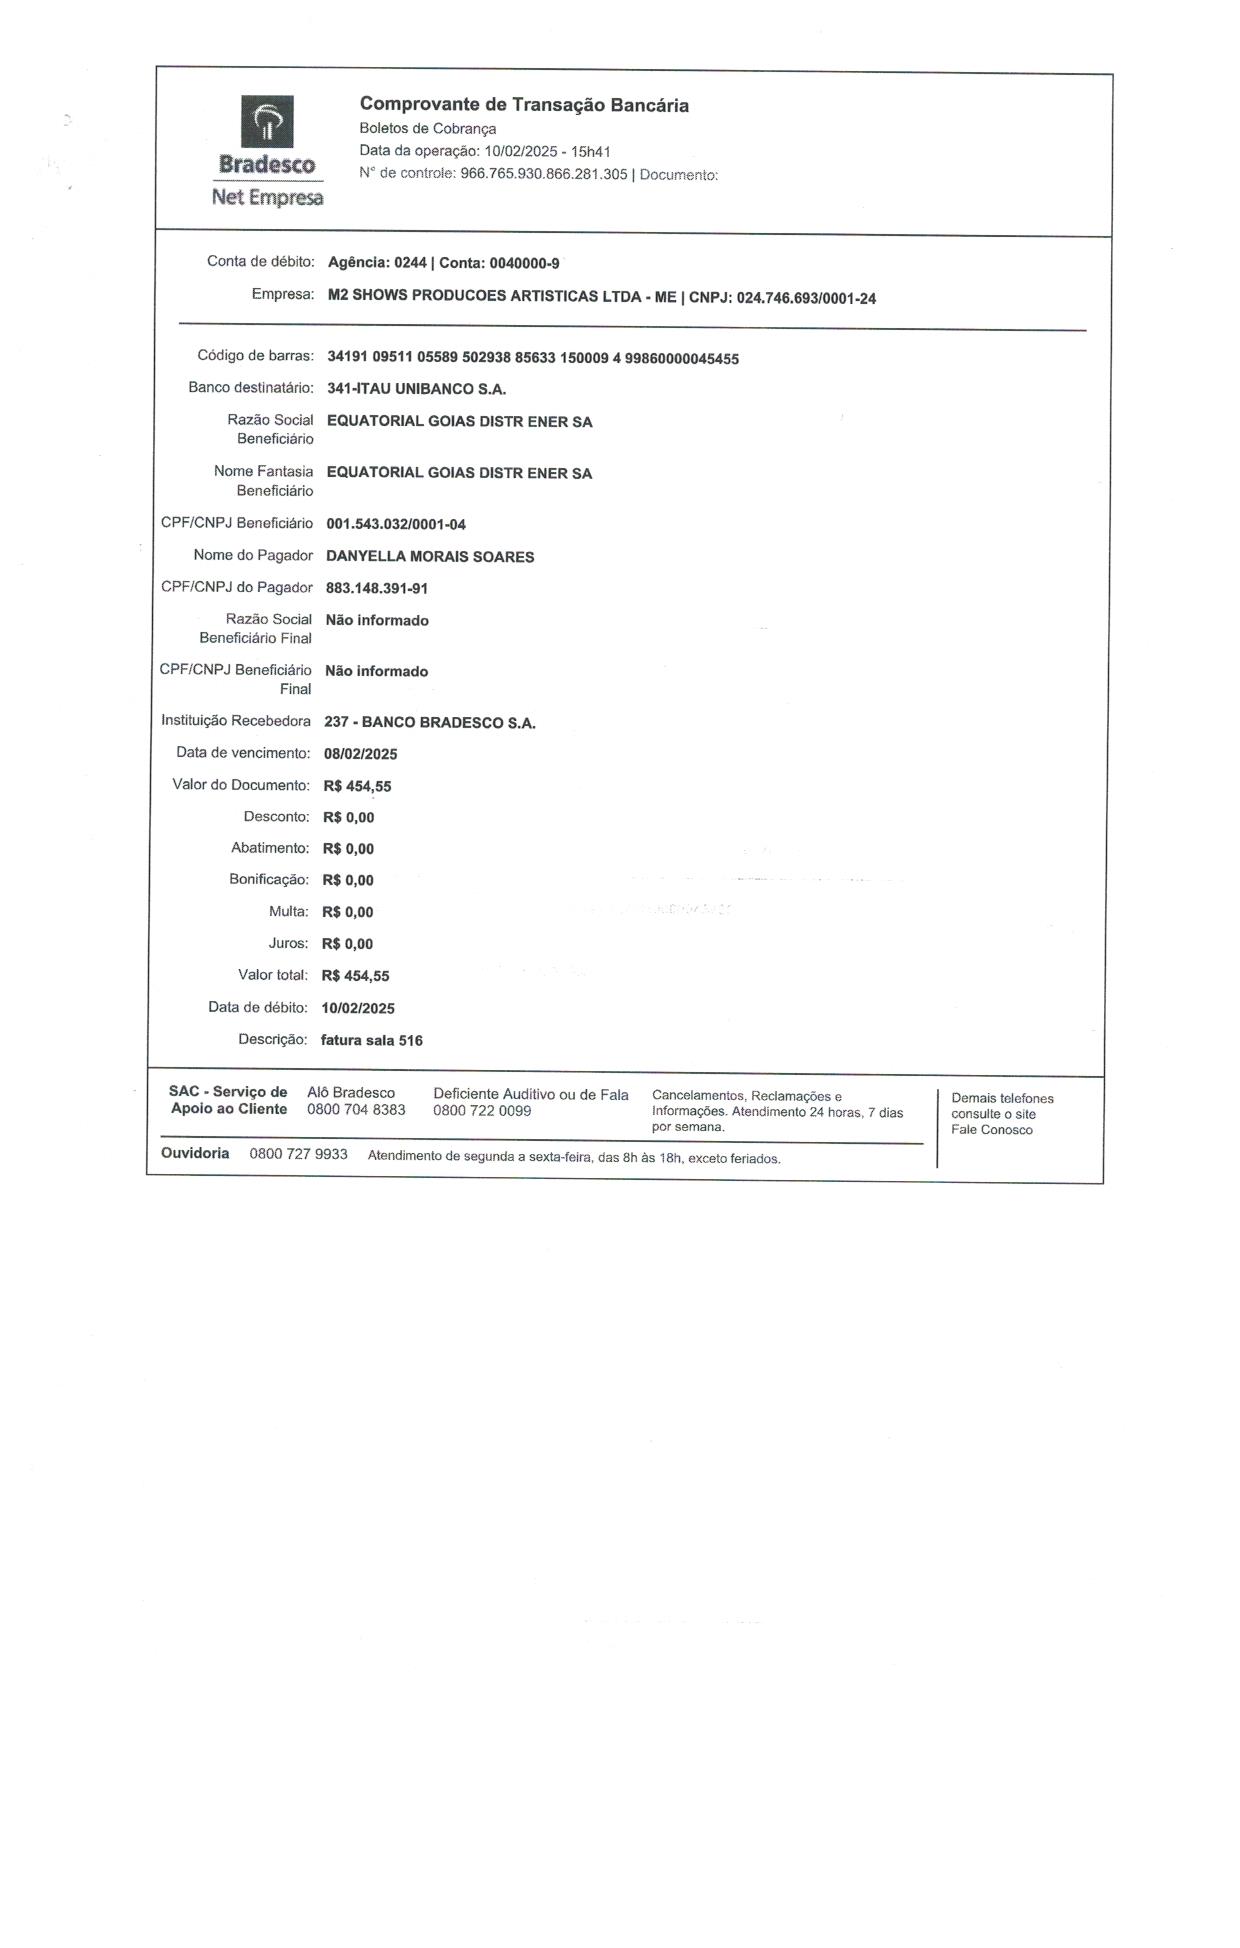 Bradesco
Net Empresa
Comprovante de Transação Bancária
Boletos de Cobrança
Data da operação: 10/02/2025 - 15h41
N° de controle: 966.765.930.866.281.305 | Documento:
Conta de débito: Agência: 0244 | Conta: 0040000-9
Empresa: M2 SHOWS PRODUCOES ARTISTICAS LTDA - ME | CNPJ: 024.746.693/0001-24
Código de barras: 34191 09511 05589 502938 85633 150009 4 99860000045455
Banco destinatário: 341-ITAU UNIBANCO S.A.
Razão Social Beneficiário EQUATORIAL GOIAS DISTR ENER SA
Nome Fantasia Beneficiário EQUATORIAL GOIAS DISTR ENER SA
CPF/CNPJ Beneficiário 001.543.032/0001-04
Nome do Pagador DANYELLA MORAIS SOARES
CPF/CNPJ do Pagador 883.148.391-91
Razão Social Beneficiário Final Não informado
CPF/CNPJ Beneficiário Final Não informado
Instituição Recebedora 237 - BANCO BRADESCO S.A.
Data de vencimento: 08/02/2025
Valor do Documento: R$ 454,55
Desconto: R$ 0,00
Abatimento: R$ 0,00
Bonificação: R$ 0,00
Multa: R$ 0,00
Juros: R$ 0,00
Valor total: R$ 454,55
Data de débito: 10/02/2025
Descrição: fatura sala 516
SAC - Serviço de Apoio ao Cliente
Alô Bradesco
0800 704 8383
Deficiente Auditivo ou de Fala
0800 722 0099
Cancelamentos, Reclamações e
Informações. Atendimento 24 horas, 7 dias
por semana.
Demais telefones
consulte o site
Fale Conosco
Ouvidoria 0800 727 9933 Atendimento de segunda a sexta-feira, das 8h às 18h, exceto feriados.